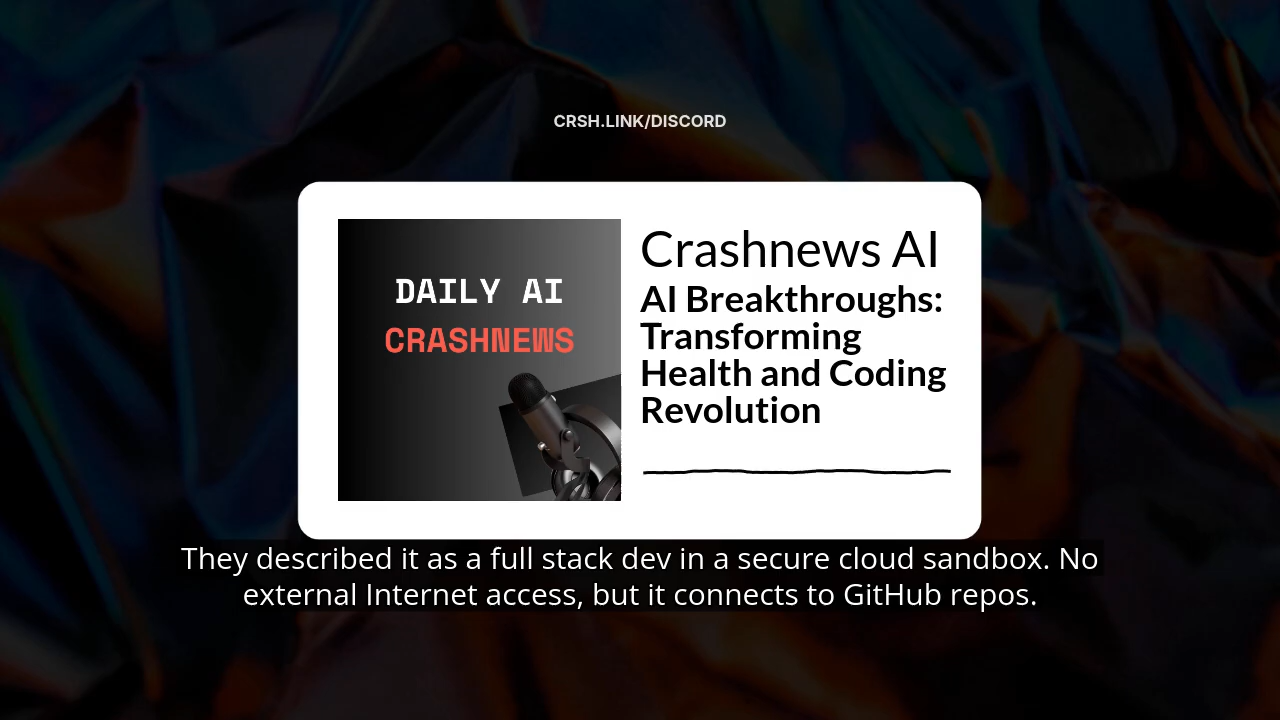 CRSH.LINK/DISCORD
DAILY AI
CRASHNEWS
Crashnews AI
AI Breakthroughs:
Transforming
Health and Coding
Revolution
They described it as a full stack dev in a secure cloud sandbox. No
external Internet access, but it connects to GitHub repos.